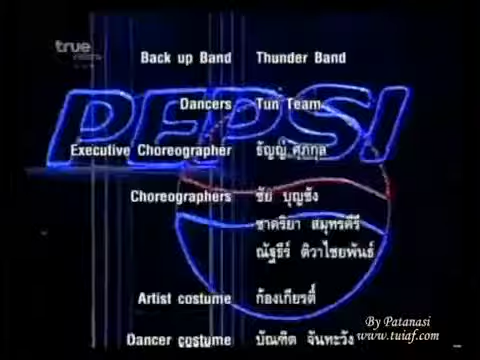 true
Back up Band Thunder Band
PEPSI
Dancers Tun Team
Executive Choreographer ธัญญ์ ศุภกุล
Choreographers ชัย บุญซัง
ชาคริยา สมุทรคีรี
ณัฐธีร์ ติวาไชยพันธ์
Artist costume ก้องเกียรติ์
Dancer costume บัณฑิต จันทะวัง
By Patanasi
www.tuiaf.com